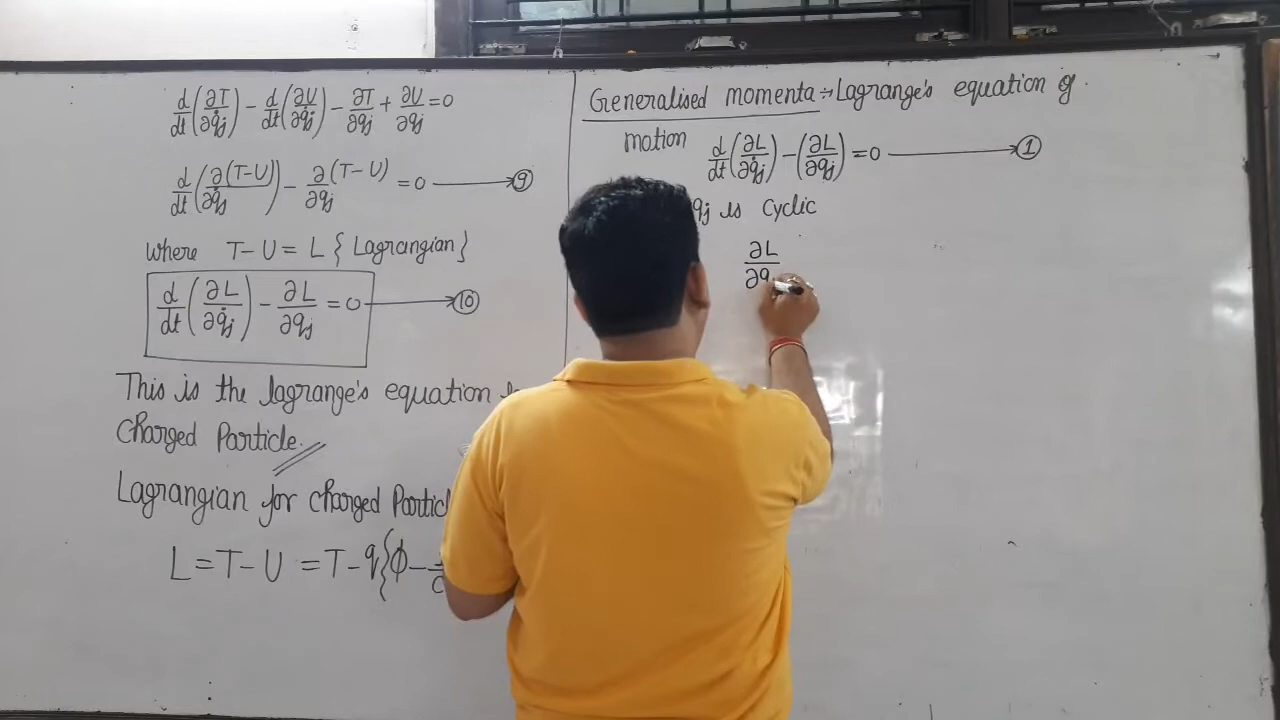 d/dt(∂T/∂q̇j) − d/dt(∂U/∂q̇j) − ∂T/∂qj + ∂U/∂qj = 0
d/dt(∂(T−U)/∂q̇j) − ∂/∂qj (T−U) = 0 → ⑨
where T−U = L { Lagrangian }
d/dt(∂L/∂q̇j) − ∂L/∂qj = 0 → ⑩
This is the lagrange's equation
Charged Particle.
Lagrangian for charged Particl
L = T−U = T−q{ϕ−
Generalised momenta ÷ Lagrange's equation of
motion d/dt(∂L/∂q̇j) − (∂L/∂qj) = 0 → ①
qj is cyclic
∂L/∂q